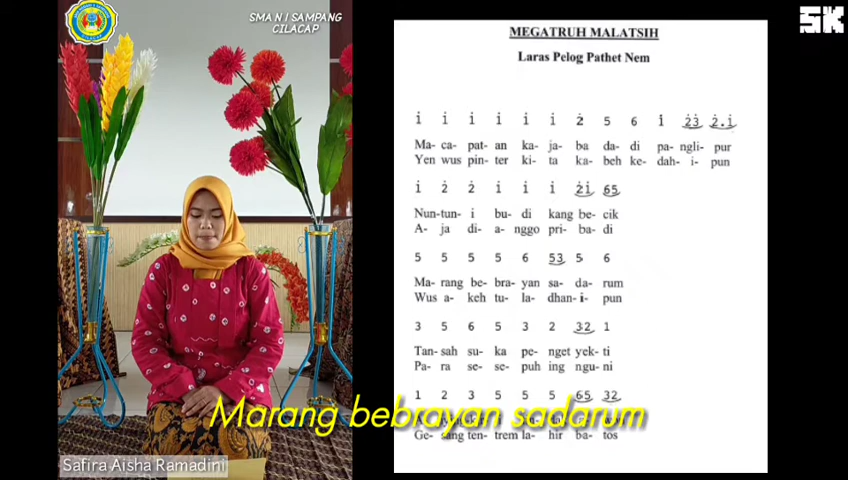 SMA N 1 SAMPANG
CILACAP
SK
MEGATRUH MALATSIH
Laras Pelog Pathet Nem
i i i i i i 2̇ 5 6 i 2̇3̇ 2̇.i
Ma- ca- pat- an ka- ja- ba da- di pa- ngli- pur
Yen wus pin- ter ki- ta ka- beh ke- dah- i- pun
i 2̇ 2̇ i i i 2̇i 65
Nun- tun- i bu- di kang be- cik
A- ja di- a- nggo pri- ba- di
5 5 5 5 6 53 5 6
Ma- rang be- bra- yan sa- da- rum
Wus a- keh tu- la- dhan- i- pun
3 5 6 5 3 2 32 1
Tan- sah su- ka pe- nget yek- ti
Pa- ra se- se- puh ing ngu- ni
1 2 3 5 5 5 65 32
Marang bebrayan sadarum
Ge- sang ten- trem la- hir ba- tos
Safira Aisha Ramadini